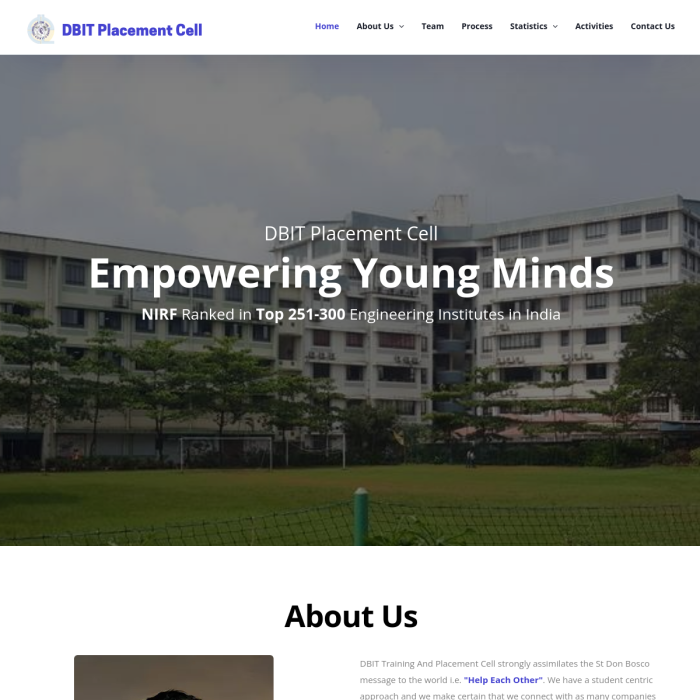 DBIT Placement Cell
Home About Us Team Process Statistics Activities Contact Us
DBIT Placement Cell
Empowering Young Minds
NIRF Ranked in Top 251-300 Engineering Institutes in India
About Us
DBIT Training And Placement Cell strongly assimilates the St Don Bosco
message to the world i.e. "Help Each Other". We have a student centric
approach and we make certain that we connect with as many companies